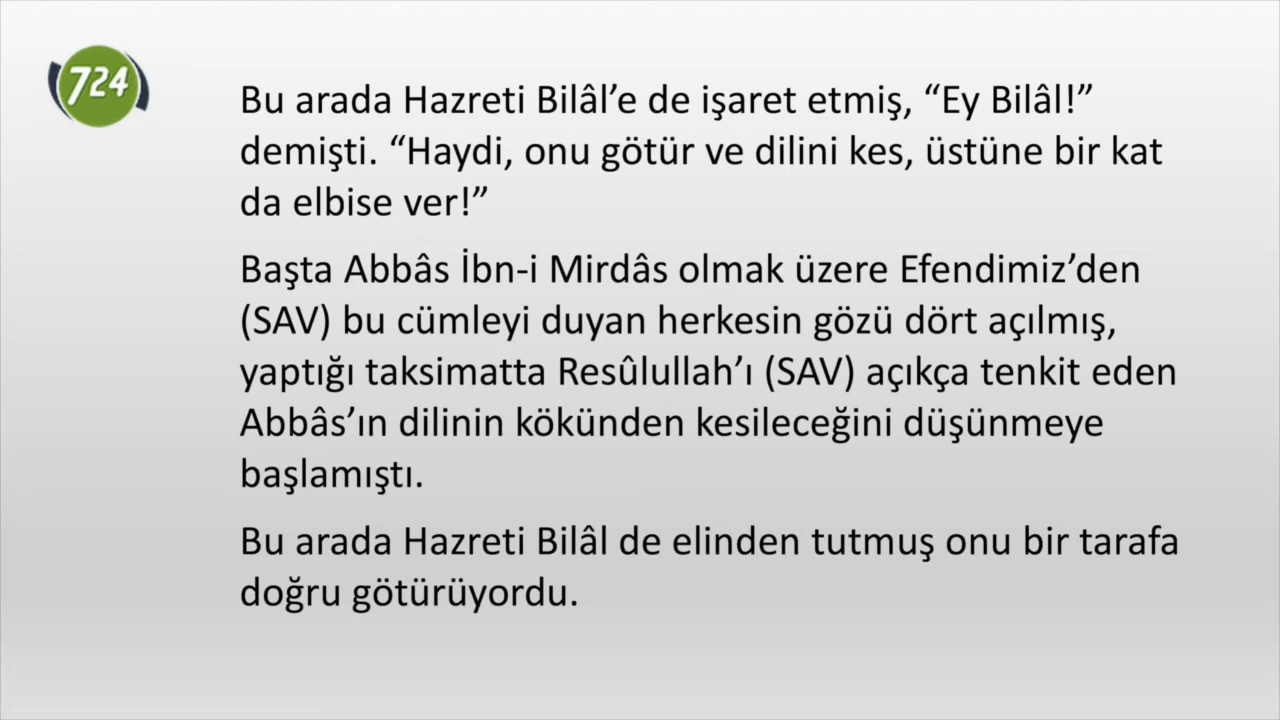 724
Bu arada Hazreti Bilâl’e de işaret etmiş, “Ey Bilâl!”
demişti. “Haydi, onu götür ve dilini kes, üstüne bir kat
da elbise ver!”
Başta Abbâs İbn-i Mirdâs olmak üzere Efendimiz’den
(SAV) bu cümleyi duyan herkesin gözü dört açılmış,
yaptığı taksimatta Resûlullah’ı (SAV) açıkça tenkit eden
Abbâs’ın dilinin kökünden kesileceğini düşünmeye
başlamıştı.
Bu arada Hazreti Bilâl de elinden tutmuş onu bir tarafa
doğru götürüyordu.